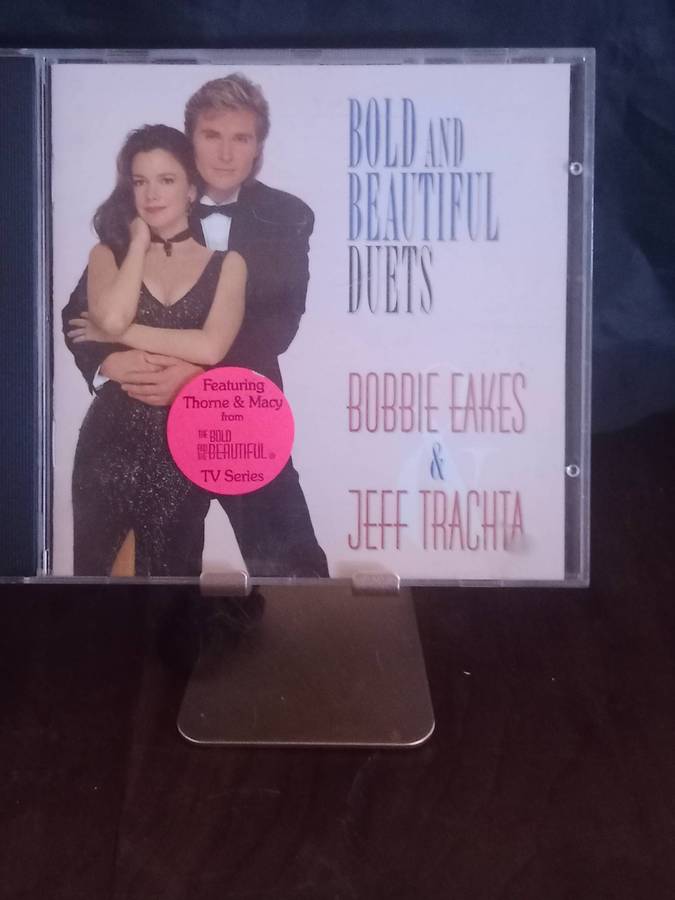 BOLD AND
BEAUTIFUL
DUETS
BOBBIE EAKES
&
JEFF TRACHTA
Featuring
Thorne & Macy
from
THE BOLD
AND THE BEAUTIFUL®
TV Series